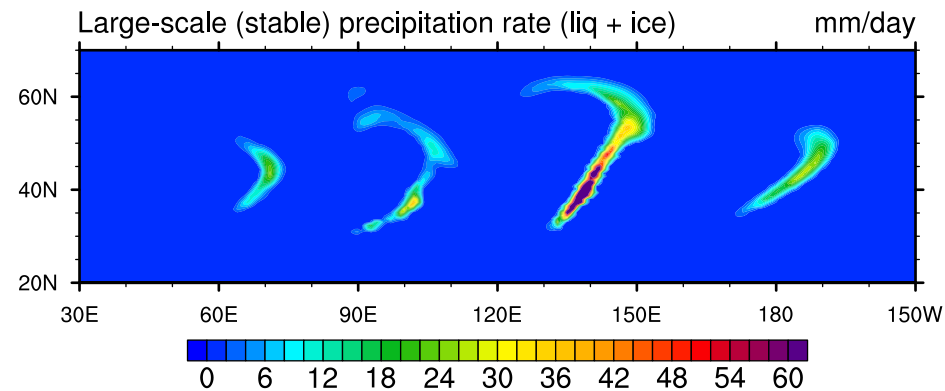 Large-scale (stable) precipitation rate (liq + ice) mm/day
60N
40N
20N
30E 60E 90E 120E 150E 180 150W
0 6 12 18 24 30 36 42 48 54 60